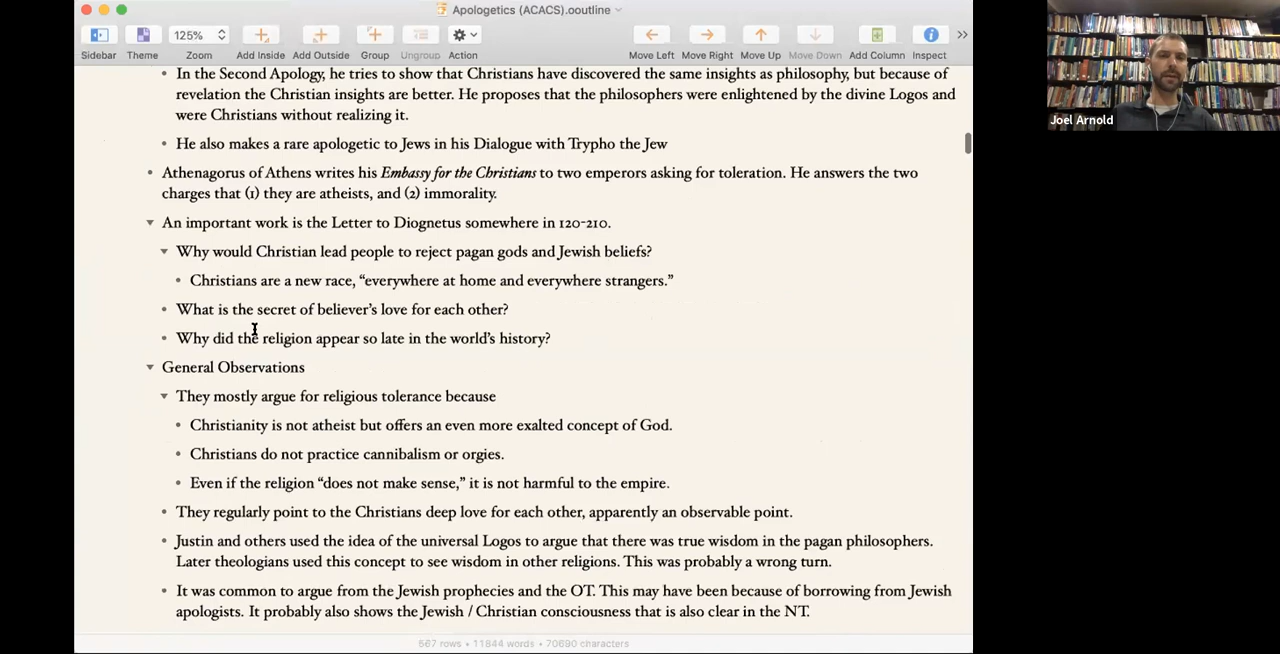 Apologetics (ACACS).ooutline
125%
Sidebar Theme Zoom Add Inside Add Outside Group Ungroup Action Move Left Move Right Move Up Move Down Add Column Inspect
Joel Arnold
• In the Second Apology, he tries to show that Christians have discovered the same insights as philosophy, but because of
revelation the Christian insights are better. He proposes that the philosophers were enlightened by the divine Logos and
were Christians without realizing it.
• He also makes a rare apologetic to Jews in his Dialogue with Trypho the Jew
• Athenagorus of Athens writes his Embassy for the Christians to two emperors asking for toleration. He answers the two
charges that (1) they are atheists, and (2) immorality.
An important work is the Letter to Diognetus somewhere in 120-210.
Why would Christian lead people to reject pagan gods and Jewish beliefs?
• Christians are a new race, “everywhere at home and everywhere strangers.”
• What is the secret of believer’s love for each other?
• Why did the religion appear so late in the world’s history?
General Observations
They mostly argue for religious tolerance because
• Christianity is not atheist but offers an even more exalted concept of God.
• Christians do not practice cannibalism or orgies.
• Even if the religion “does not make sense,” it is not harmful to the empire.
• They regularly point to the Christians deep love for each other, apparently an observable point.
• Justin and others used the idea of the universal Logos to argue that there was true wisdom in the pagan philosophers.
Later theologians used this concept to see wisdom in other religions. This was probably a wrong turn.
• It was common to argue from the Jewish prophecies and the OT. This may have been because of borrowing from Jewish
apologists. It probably also shows the Jewish / Christian consciousness that is also clear in the NT.
567 rows • 11844 words • 70690 characters